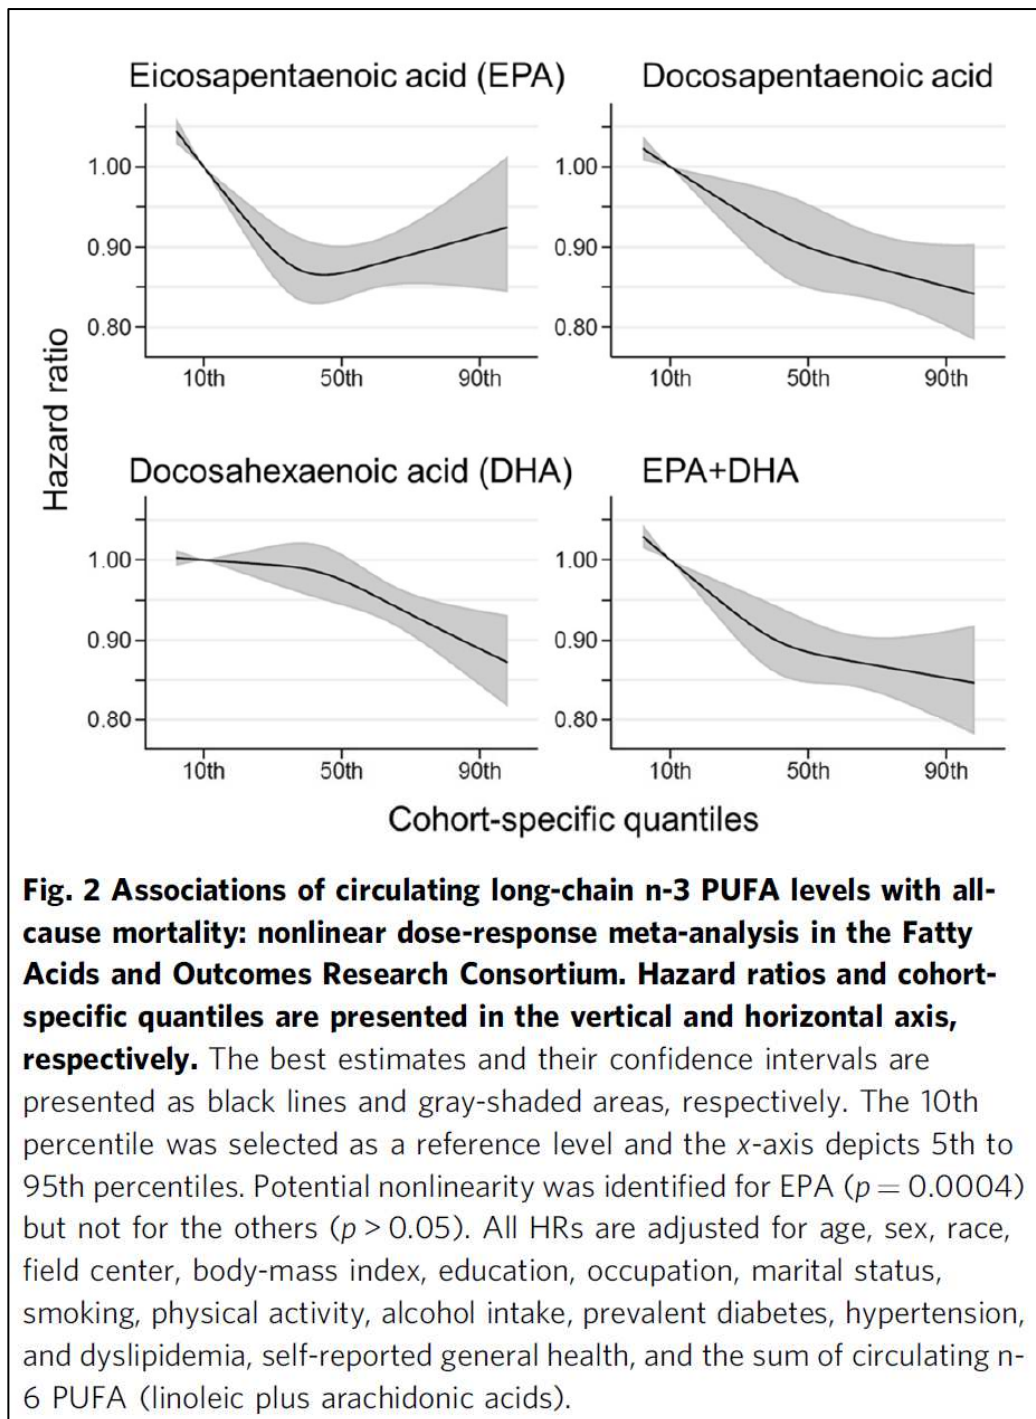 Eicosapentaenoic acid (EPA)
Docosapentaenoic acid
1.00
0.90
0.80
10th 50th 90th
1.00
0.90
0.80
10th 50th 90th
Hazard ratio
Docosahexaenoic acid (DHA)
EPA+DHA
1.00
0.90
0.80
10th 50th 90th
1.00
0.90
0.80
10th 50th 90th
Cohort-specific quantiles
Fig. 2 Associations of circulating long-chain n-3 PUFA levels with all-
cause mortality: nonlinear dose-response meta-analysis in the Fatty
Acids and Outcomes Research Consortium. Hazard ratios and cohort-
specific quantiles are presented in the vertical and horizontal axis,
respectively. The best estimates and their confidence intervals are
presented as black lines and gray-shaded areas, respectively. The 10th
percentile was selected as a reference level and the x-axis depicts 5th to
95th percentiles. Potential nonlinearity was identified for EPA (p = 0.0004)
but not for the others (p > 0.05). All HRs are adjusted for age, sex, race,
field center, body-mass index, education, occupation, marital status,
smoking, physical activity, alcohol intake, prevalent diabetes, hypertension,
and dyslipidemia, self-reported general health, and the sum of circulating n-
6 PUFA (linoleic plus arachidonic acids).